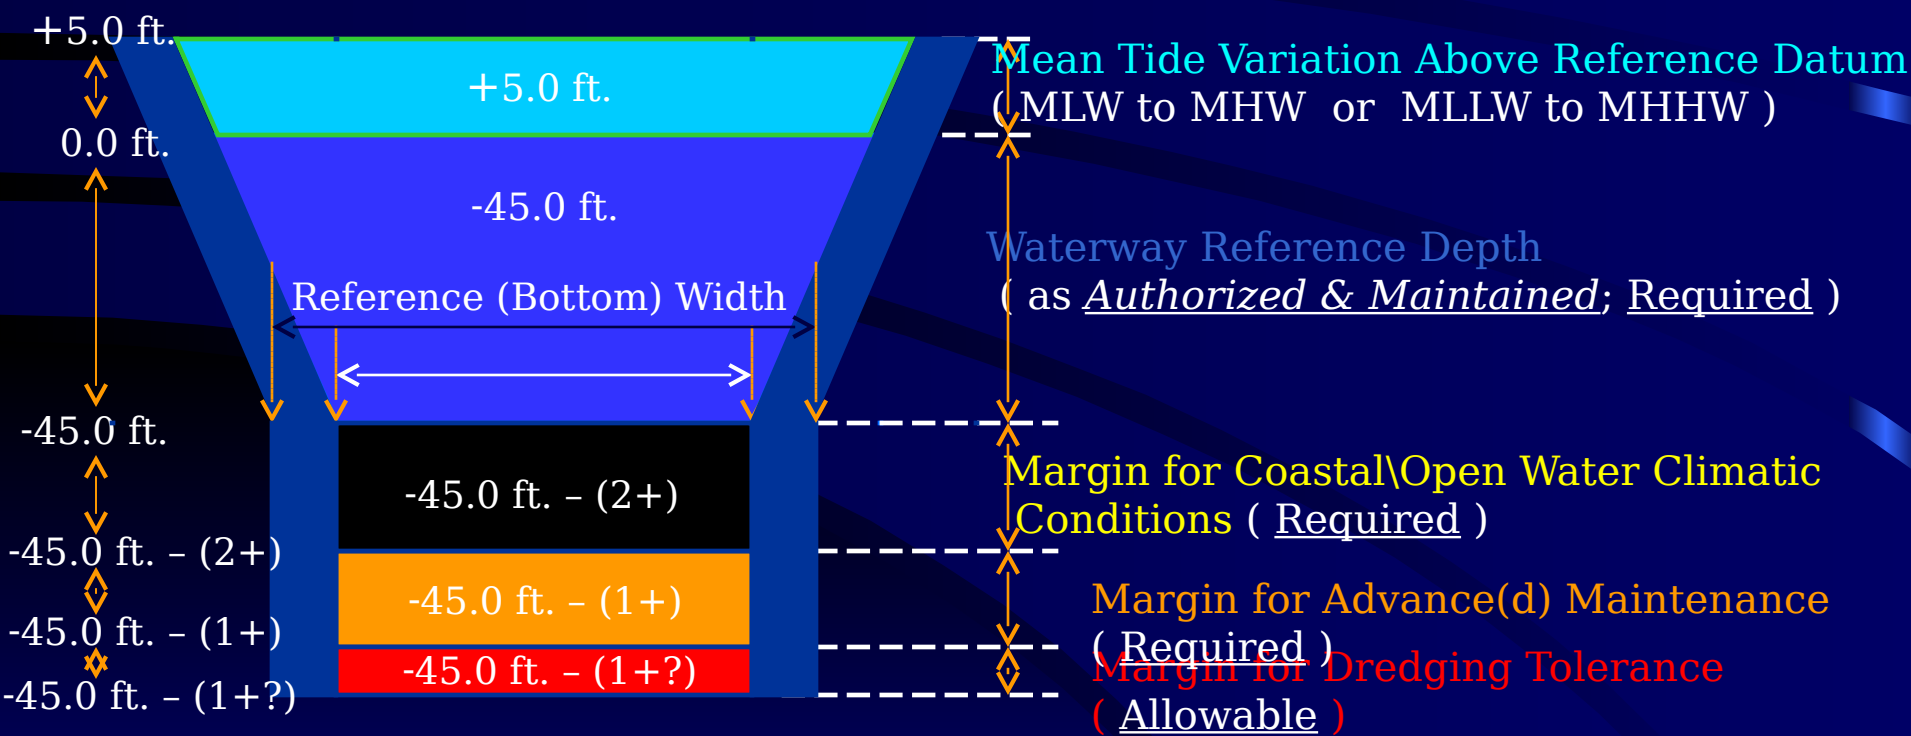 +5.0 ft.
0.0 ft.
-45.0 ft.
-45.0 ft. – (2+)
-45.0 ft. – (1+)
-45.0 ft. – (1+?)
+5.0 ft.
-45.0 ft.
Reference (Bottom) Width
-45.0 ft. – (2+)
-45.0 ft. – (1+)
-45.0 ft. – (1+?)
Mean Tide Variation Above Reference Datum
( MLW to MHW or MLLW to MHHW )
Waterway Reference Depth
( as Authorized & Maintained; Required )
Margin for Coastal\Open Water Climatic
Conditions ( Required )
Margin for Advance(d) Maintenance
( Required )
Margin for Dredging Tolerance
( Allowable )